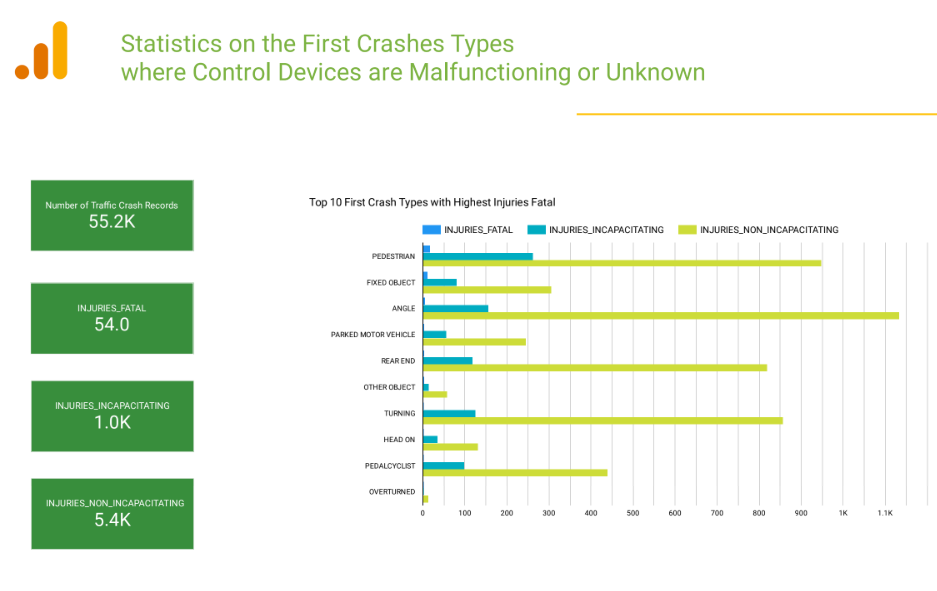 Statistics on the First Crashes Types
where Control Devices are Malfunctioning or Unknown
Number of Traffic Crash Records
55.2K
INJURIES_FATAL
54.0
INJURIES_INCAPACITATING
1.0K
INJURIES_NON_INCAPACITATING
5.4K
Top 10 First Crash Types with Highest Injuries Fatal
INJURIES_FATAL INJURIES_INCAPACITATING INJURIES_NON_INCAPACITATING
PEDESTRIAN
FIXED OBJECT
ANGLE
PARKED MOTOR VEHICLE
REAR END
OTHER OBJECT
TURNING
HEAD ON
PEDALCYCLIST
OVERTURNED
0 100 200 300 400 500 600 700 800 900 1K 1.1K